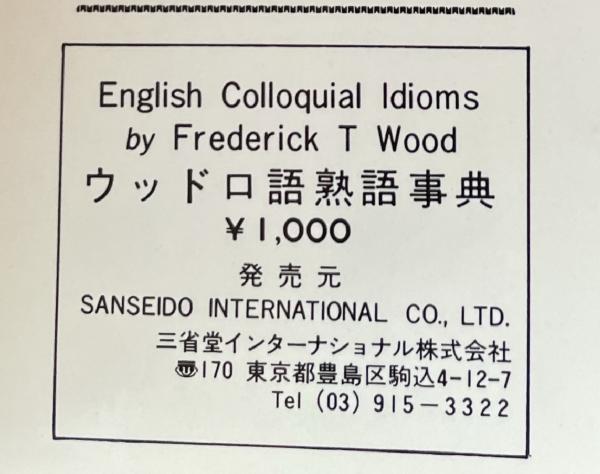 English Colloquial Idioms
by Frederick T Wood
ウッド口語熟語事典
¥1,000
発売元
SANSEIDO INTERNATIONAL CO., LTD.
三省堂インターナショナル株式会社
〠170 東京都豊島区駒込4-12-7
Tel (03) 915-3322